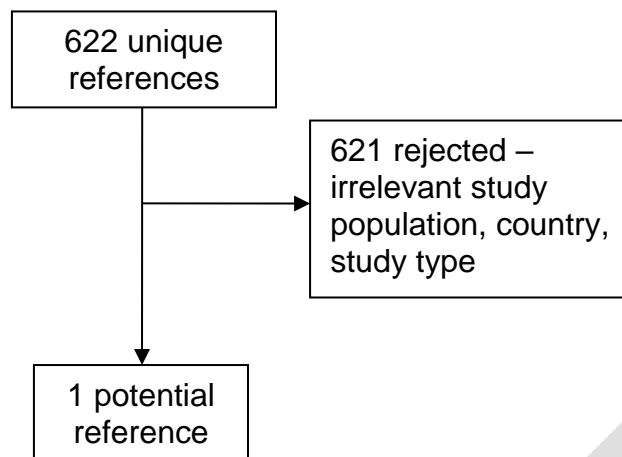 622 unique
references
621 rejected –
irrelevant study
population, country,
study type
1 potential
reference